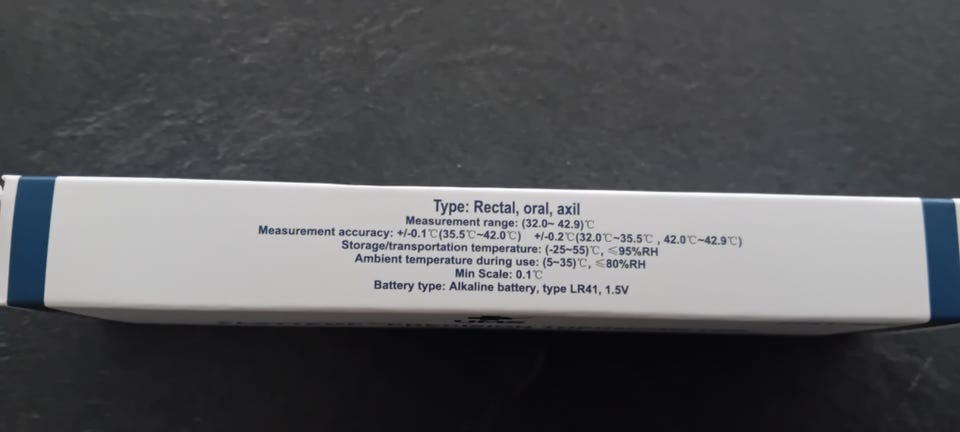 Type: Rectal, oral, axil
Measurement range: (32.0~ 42.9)℃
Measurement accuracy: +/-0.1℃(35.5℃~42.0℃) +/-0.2℃(32.0℃~35.5℃ , 42.0℃~42.9℃)
Storage/transportation temperature: (-25~55)℃, ≤95%RH
Ambient temperature during use: (5~35)℃, ≤80%RH
Min Scale: 0.1℃
Battery type: Alkaline battery, type LR41, 1.5V